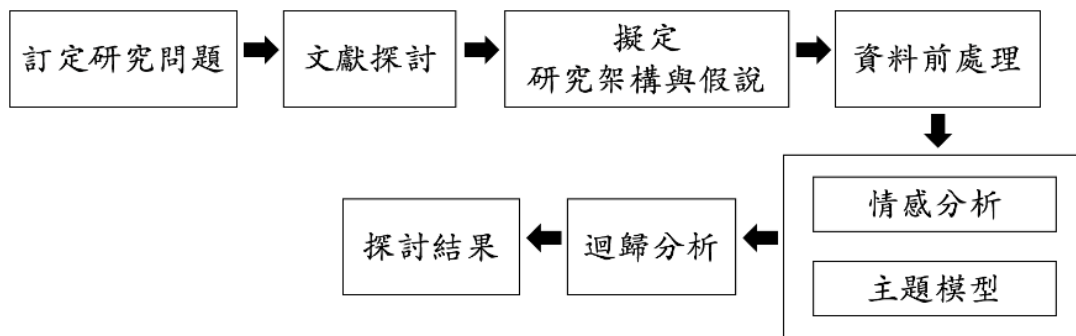 訂定研究問題
文獻探討
擬定
研究架構與假說
資料前處理
情感分析
主題模型
迴歸分析
探討結果